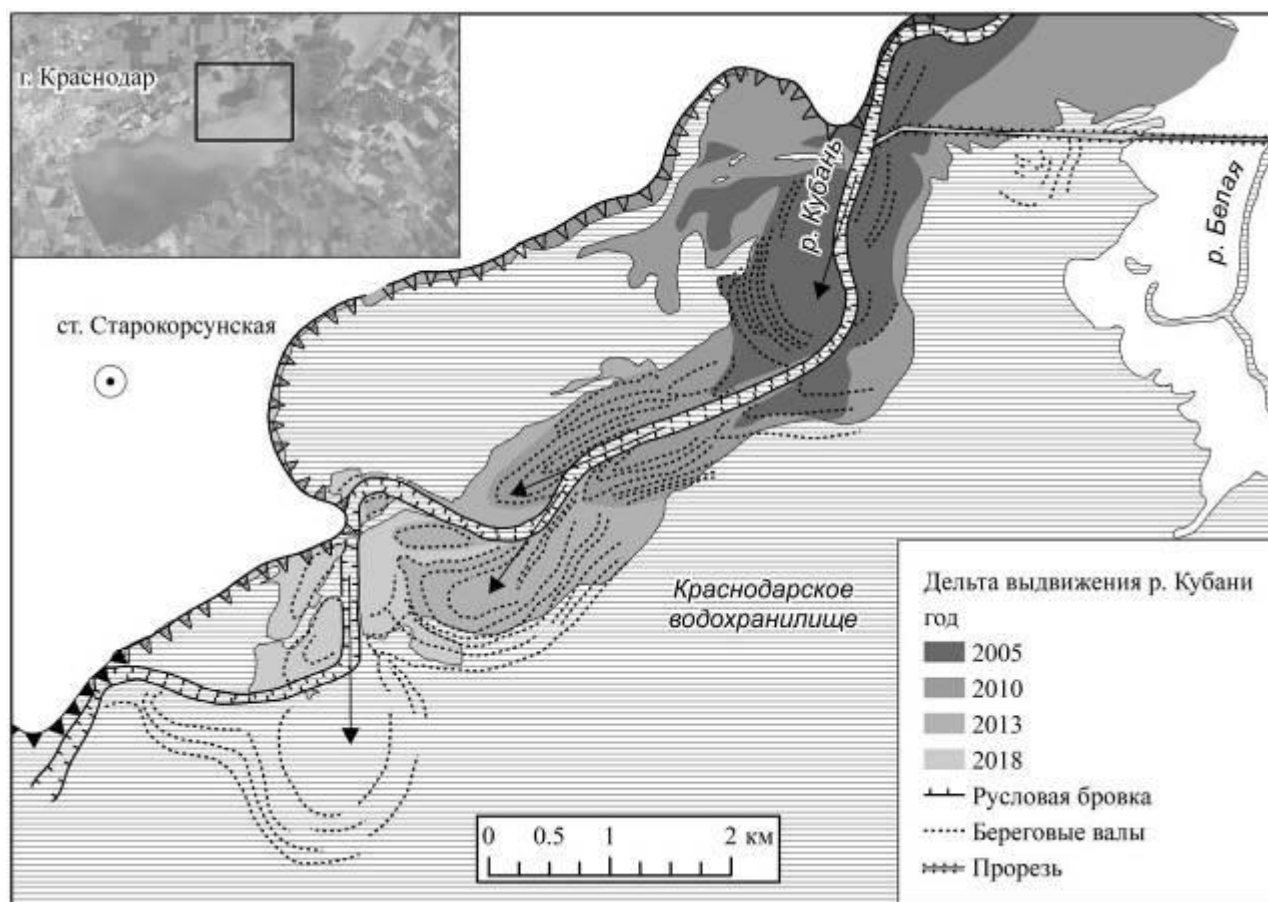 г. Краснодар
р. Кубань
р. Белая
ст. Старокорсунская
Краснодарское
водохранилище
Дельта выдвижения р. Кубани
год
2005
2010
2013
2018
Русловая бровка
Береговые валы
Прорезь
0 0.5 1 2 км